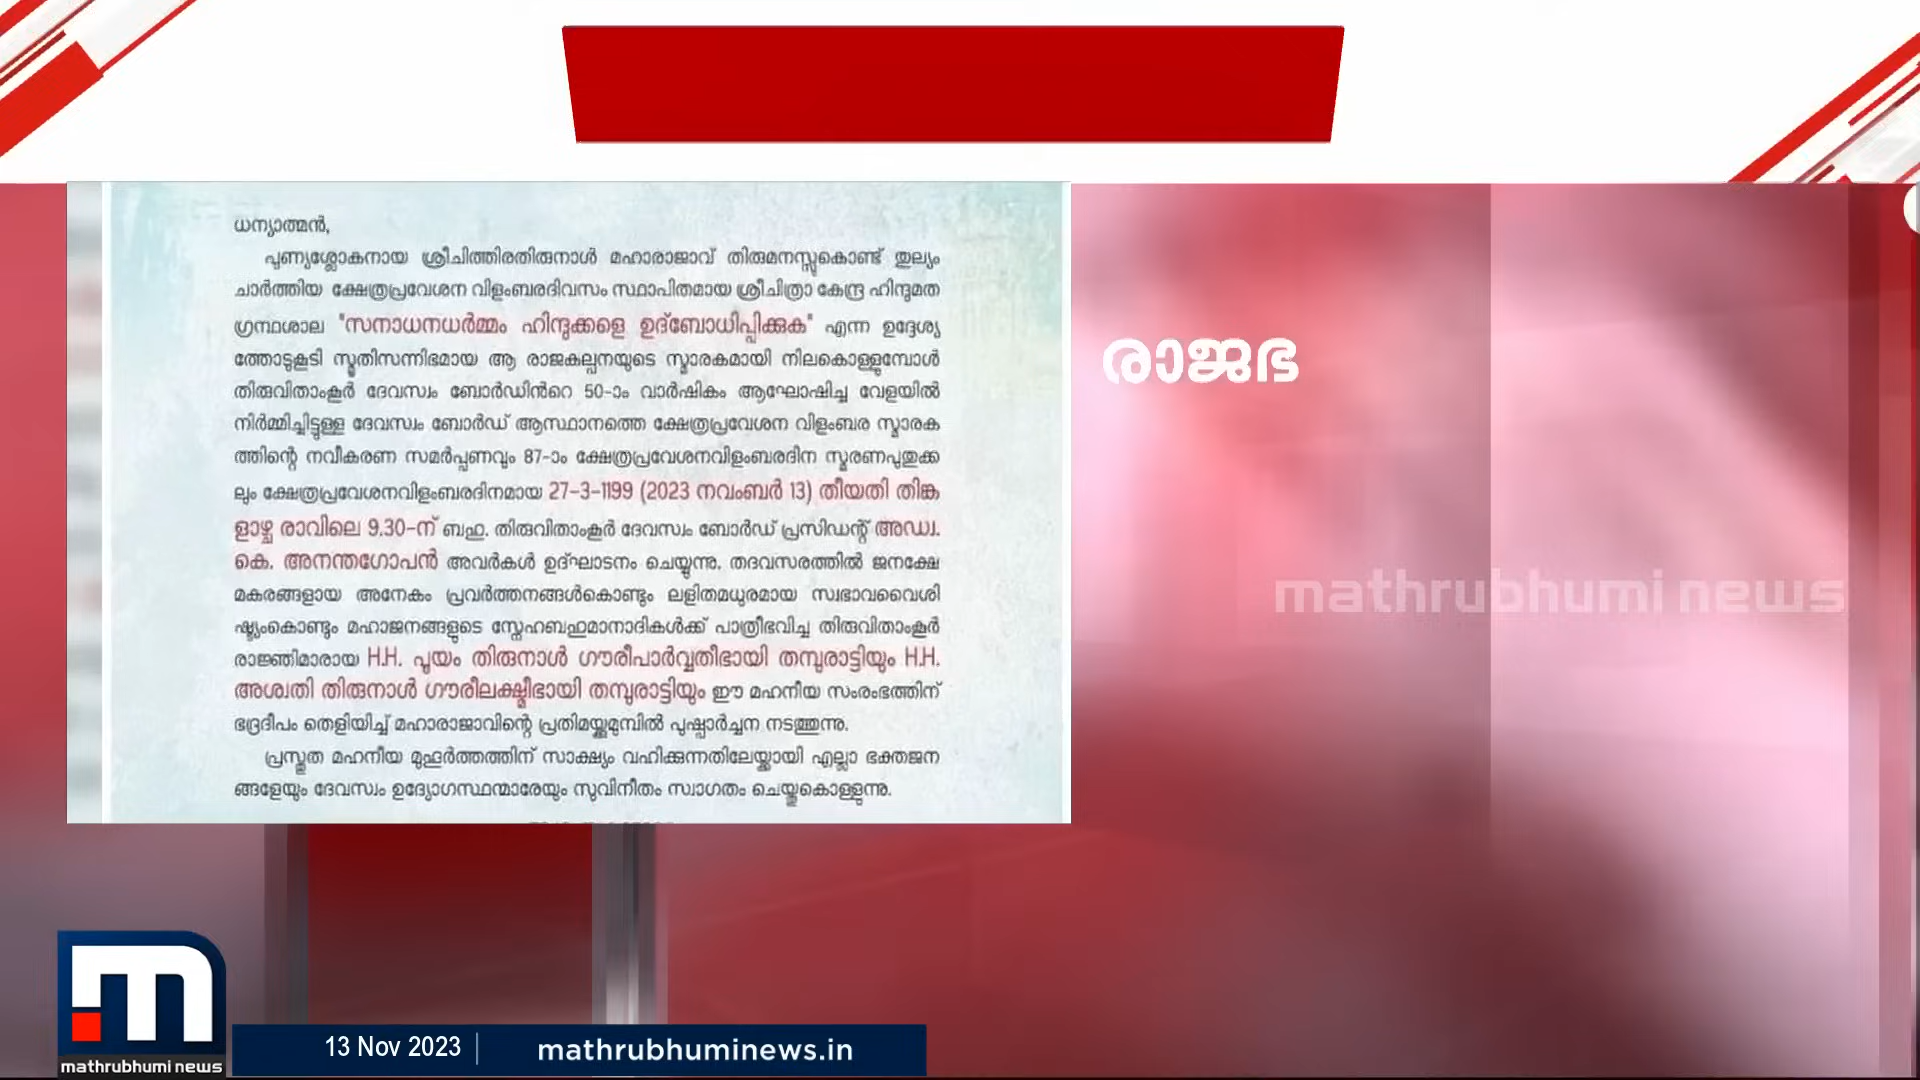 ധന്യാത്മൻ,
പുണ്യശ്ലോകനായ ശ്രീചിത്തിരതിരുനാൾ മഹാരാജാവ് തിരുമനസ്സുകൊണ്ട് തുല്യം
ചാർത്തിയ ക്ഷേത്രപ്രവേശന വിളംബരദിവസം സ്ഥാപിതമായ ശ്രീചിത്രാ കേന്ദ്ര ഹിന്ദുമത
ഗ്രന്ഥശാല "സനാധനധർമ്മം ഹിന്ദുക്കളെ ഉദ്ബോധിപ്പിക്കുക" എന്ന ഉദ്ദേശ്യ
ത്തോടുകൂടി സ്മൃതിസന്നിഭമായ ആ രാജകല്പനയുടെ സ്മാരകമായി നിലകൊള്ളുമ്പോൾ
തിരുവിതാംകൂർ ദേവസ്വം ബോർഡിൻറെ 50-ാം വാർഷികം ആഘോഷിച്ച വേളയിൽ
നിർമ്മിച്ചിട്ടുള്ള ദേവസ്വം ബോർഡ് ആസ്ഥാനത്തെ ക്ഷേത്രപ്രവേശന വിളംബര സ്മാരക
ത്തിന്റെ നവീകരണ സമർപ്പണവും 87-ാം ക്ഷേത്രപ്രവേശനവിളംബരദിന സ്മരണപുതുക്ക
ലും ക്ഷേത്രപ്രവേശനവിളംബരദിനമായ 27-3-1199 (2023 നവംബർ 13) തീയതി തിങ്ക
ളാഴ്ച രാവിലെ 9.30-ന് ബഹു. തിരുവിതാംകൂർ ദേവസ്വം ബോർഡ് പ്രസിഡന്റ് അഡ്വ.
കെ. അനന്തഗോപൻ അവർകൾ ഉദ്ഘാടനം ചെയ്യുന്നു. തദവസരത്തിൽ ജനക്ഷേ
മകരങ്ങളായ അനേകം പ്രവർത്തനങ്ങൾകൊണ്ടും ലളിതമധുരമായ സ്വഭാവവൈശി
ഷ്ട്യംകൊണ്ടും മഹാജനങ്ങളുടെ സ്നേഹബഹുമാനാദികൾക്ക് പാത്രീഭവിച്ച തിരുവിതാംകൂർ
രാജ്ഞിമാരായ H.H. പൂയം തിരുനാൾ ഗൗരീപാർവ്വതീഭായി തമ്പുരാട്ടിയും H.H.
അശ്വതി തിരുനാൾ ഗൗരീലക്ഷ്മീഭായി തമ്പുരാട്ടിയും ഈ മഹനീയ സംരംഭത്തിന്
ഭദ്രദീപം തെളിയിച്ച് മഹാരാജാവിന്റെ പ്രതിമയ്ക്കുമുമ്പിൽ പുഷ്പാർച്ചന നടത്തുന്നു.
പ്രസ്തുത മഹനീയ മുഹൂർത്തത്തിന് സാക്ഷ്യം വഹിക്കുന്നതിലേയ്ക്കായി എല്ലാ ഭക്തജന
ങ്ങളേയും ദേവസ്വം ഉദ്യോഗസ്ഥന്മാരേയും സുവിനീതം സ്വാഗതം ചെയ്തുകൊള്ളുന്നു.
രാജഭ
mathrubhumi news
mathrubhumi news
13 Nov 2023
mathrubhuminews.in